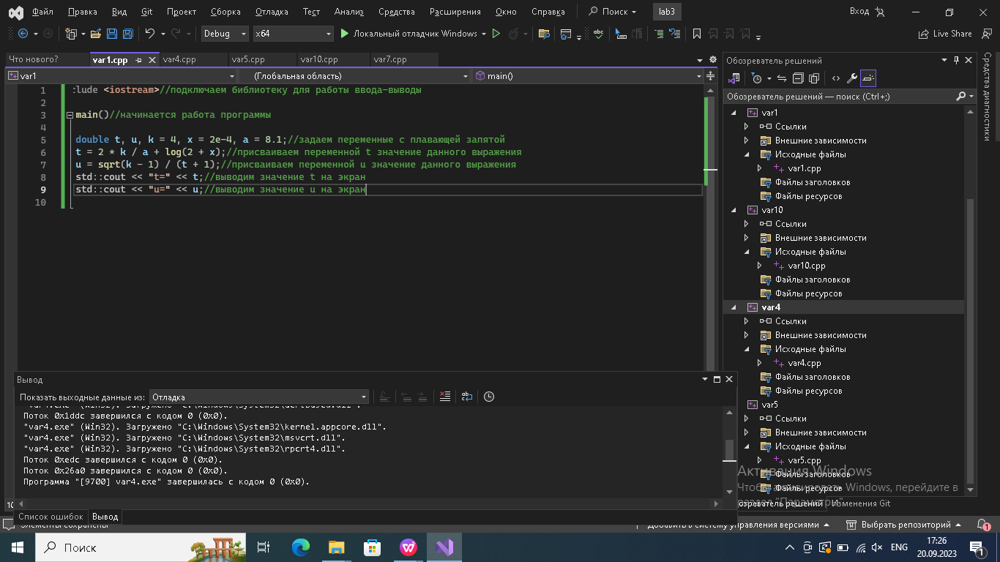 Файл Правка Вид Git Проект Сборка Отладка Тест Анализ Средства Расширения Окно Справка Поиск lab3 Вход
Debug x64 Локальный отладчик Windows Live Share
Что нового? var1.cpp var4.cpp var5.cpp var10.cpp var7.cpp
var1 (Глобальная область) main()
1 lude <iostream>//подключаем библиотеку для работы ввода-выводы
2
3 main()//начинается работа программы
4
5 double t, u, k = 4, x = 2e-4, a = 8.1;//задаем переменные с плавающей запятой
6 t = 2 * k / a + log(2 + x);//присваиваем переменной t значение данного выражения
7 u = sqrt(k - 1) / (t + 1);//присваиваем переменной u значение данного выражения
8 std::cout << "t=" << t;//выводим значение t на экран
9 std::cout << "u=" << u;//выводим значение u на экран
10
Обозреватель решений
Обозреватель решений — поиск (Ctrl+;)
var1
Ссылки
Внешние зависимости
Исходные файлы
var1.cpp
Файлы заголовков
Файлы ресурсов
var10
Ссылки
Внешние зависимости
Исходные файлы
var10.cpp
Файлы заголовков
Файлы ресурсов
var4
Ссылки
Внешние зависимости
Исходные файлы
var4.cpp
Файлы заголовков
Файлы ресурсов
var5
Ссылки
Внешние зависимости
Исходные файлы
var5.cpp
Файлы заголовков
Файлы ресурсов
Средства диагностики
Активация Windows
Чтобы активировать Windows, перейдите в
раздел "Параметры".
обозреватель решений Изменения Git
Вывод
Показать выходные данные из: Отладка
"var4.exe" (Win32). Загружено
Поток 0x1ddc завершился с кодом 0 (0x0).
"var4.exe" (Win32). Загружено "C:\Windows\System32\kernel.appcore.dll".
"var4.exe" (Win32). Загружено "C:\Windows\System32\msvcrt.dll".
"var4.exe" (Win32). Загружено "C:\Windows\System32\rpcrt4.dll".
Поток 0xedc завершился с кодом 0 (0x0).
Поток 0x26a0 завершился с кодом 0 (0x0).
Программа "[9700] var4.exe" завершилась с кодом 0 (0x0).
10
Список ошибок Вывод
Элементы сохранены Добавить в систему управления версиями Выбрать репозиторий 1
Поиск ENG 17:26
20.09.2023 1